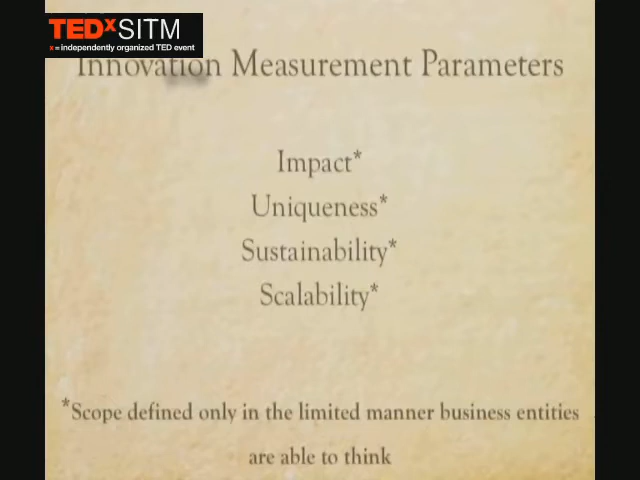 TEDxSITM
x = independently organized TED event
Innovation Measurement Parameters
Impact*
Uniqueness*
Sustainability*
Scalability*
*Scope defined only in the limited manner business entities
are able to think